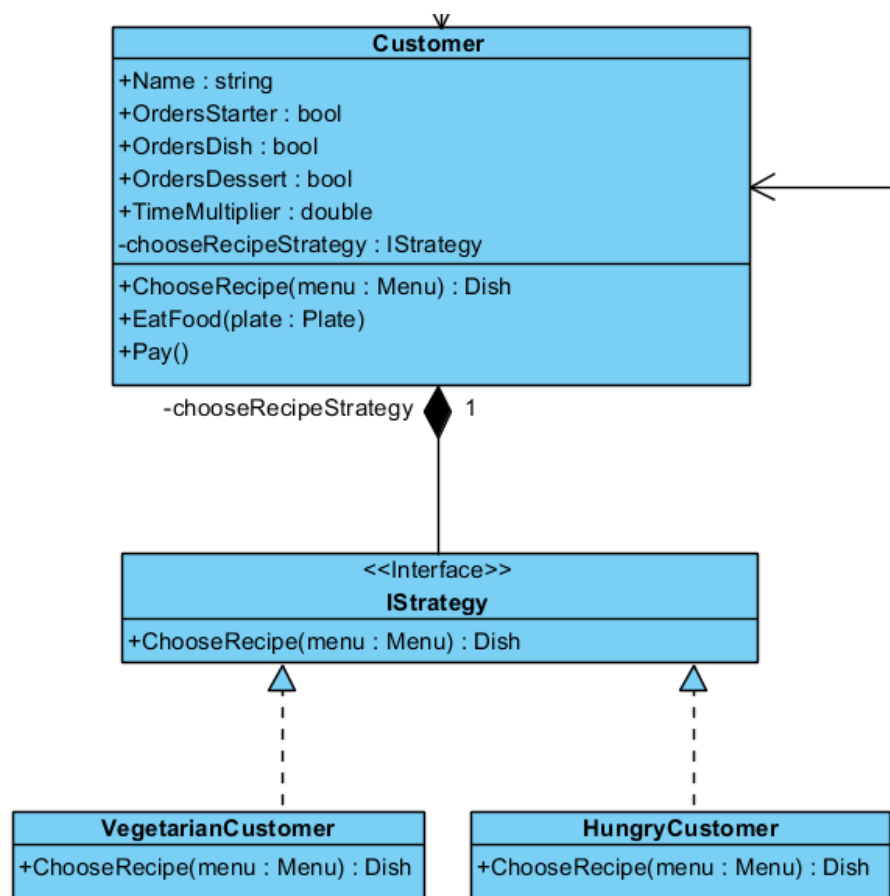 Customer
+Name : string
+OrdersStarter : bool
+OrdersDish : bool
+OrdersDessert : bool
+TimeMultiplier : double
-chooseRecipeStrategy : IStrategy
+ChooseRecipe(menu : Menu) : Dish
+EatFood(plate : Plate)
+Pay()
-chooseRecipeStrategy 1
<<Interface>>
IStrategy
+ChooseRecipe(menu : Menu) : Dish
VegetarianCustomer
+ChooseRecipe(menu : Menu) : Dish
HungryCustomer
+ChooseRecipe(menu : Menu) : Dish